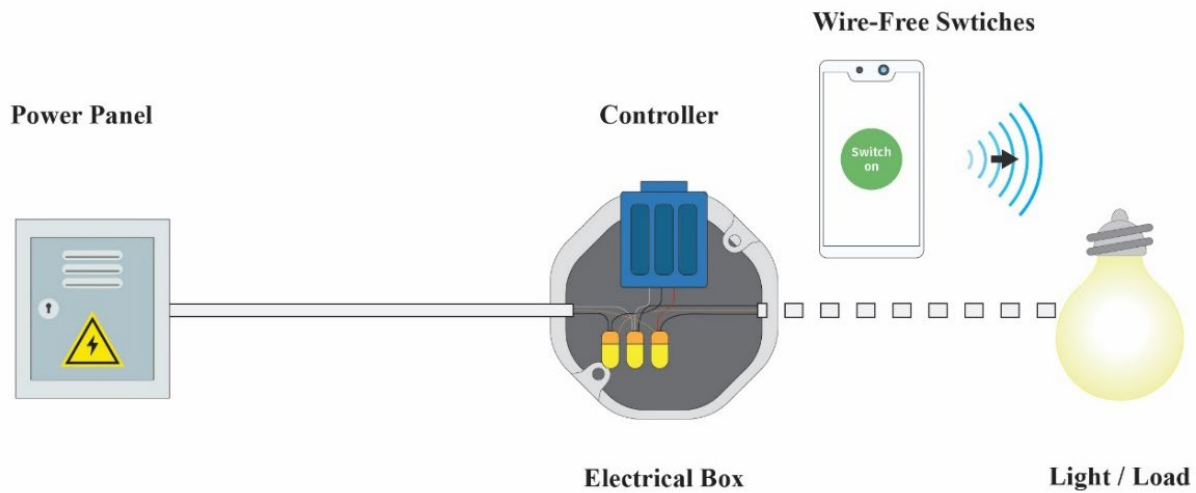 Wire-Free Swtiches
Power Panel
Controller
Switch
on
Electrical Box
Light / Load